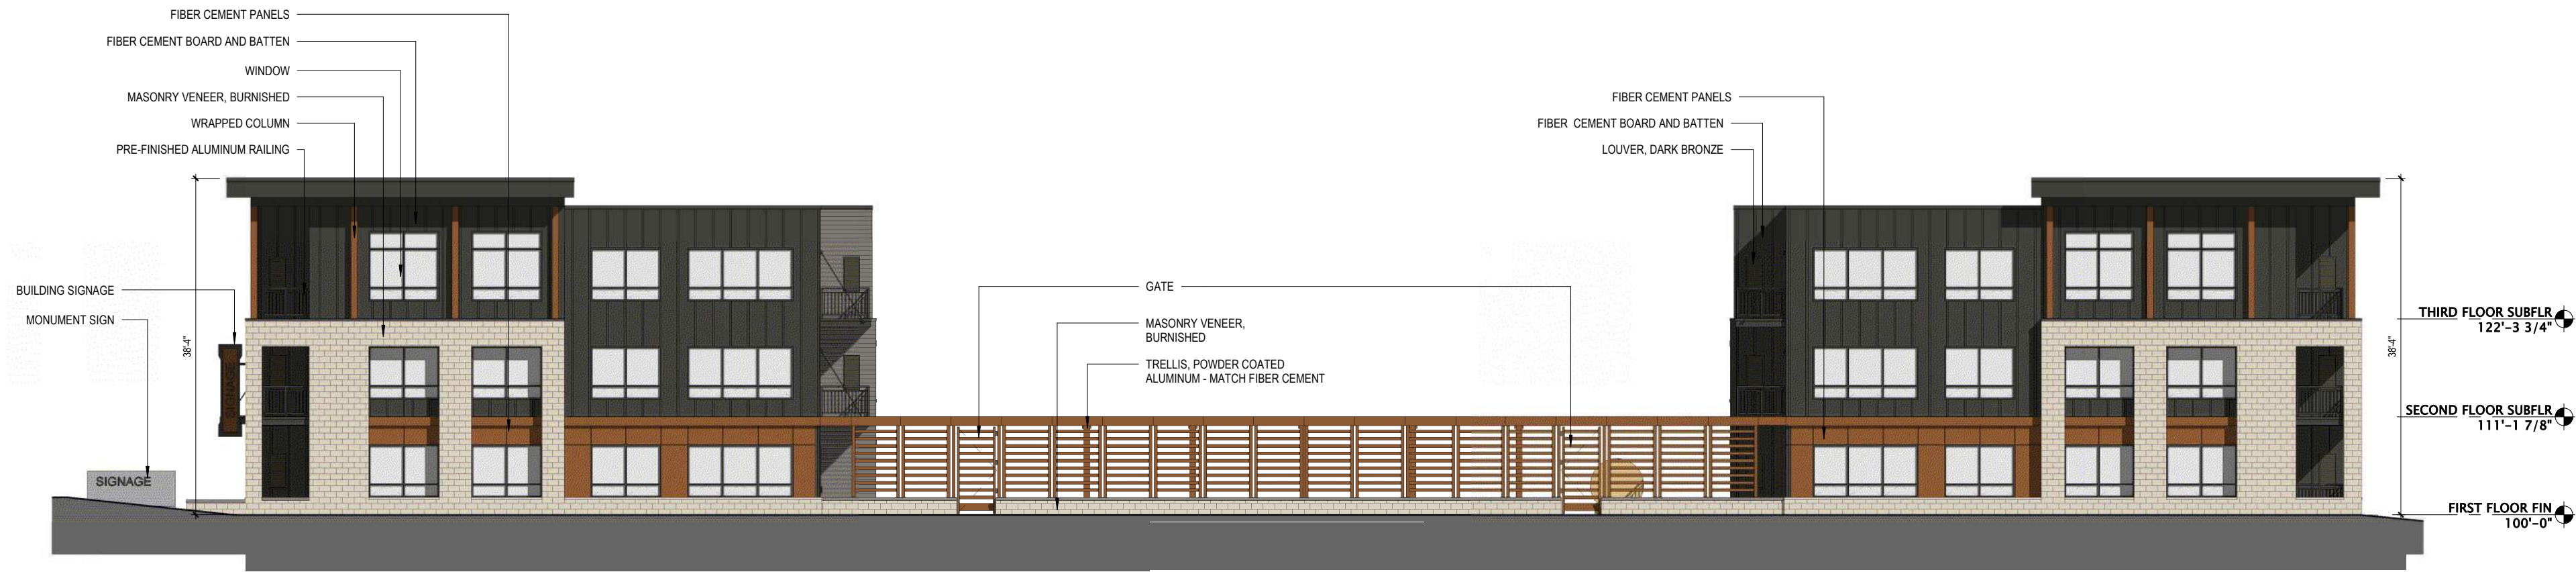 FIBER CEMENT PANELS
FIBER CEMENT BOARD AND BATTEN
WINDOW
MASONRY VENEER, BURNISHED
WRAPPED COLUMN
PRE-FINISHED ALUMINUM RAILING
BUILDING SIGNAGE
MONUMENT SIGN
38'-4"
SIGNAGE
SIGNAGE
GATE
MASONRY VENEER,
BURNISHED
TRELLIS, POWDER COATED
ALUMINUM - MATCH FIBER CEMENT
FIBER CEMENT PANELS
FIBER CEMENT BOARD AND BATTEN
LOUVER, DARK BRONZE
38'-4"
THIRD FLOOR SUBFLR
122'-3 3/4"
SECOND FLOOR SUBFLR
111'-1 7/8"
FIRST FLOOR FIN
100'-0"